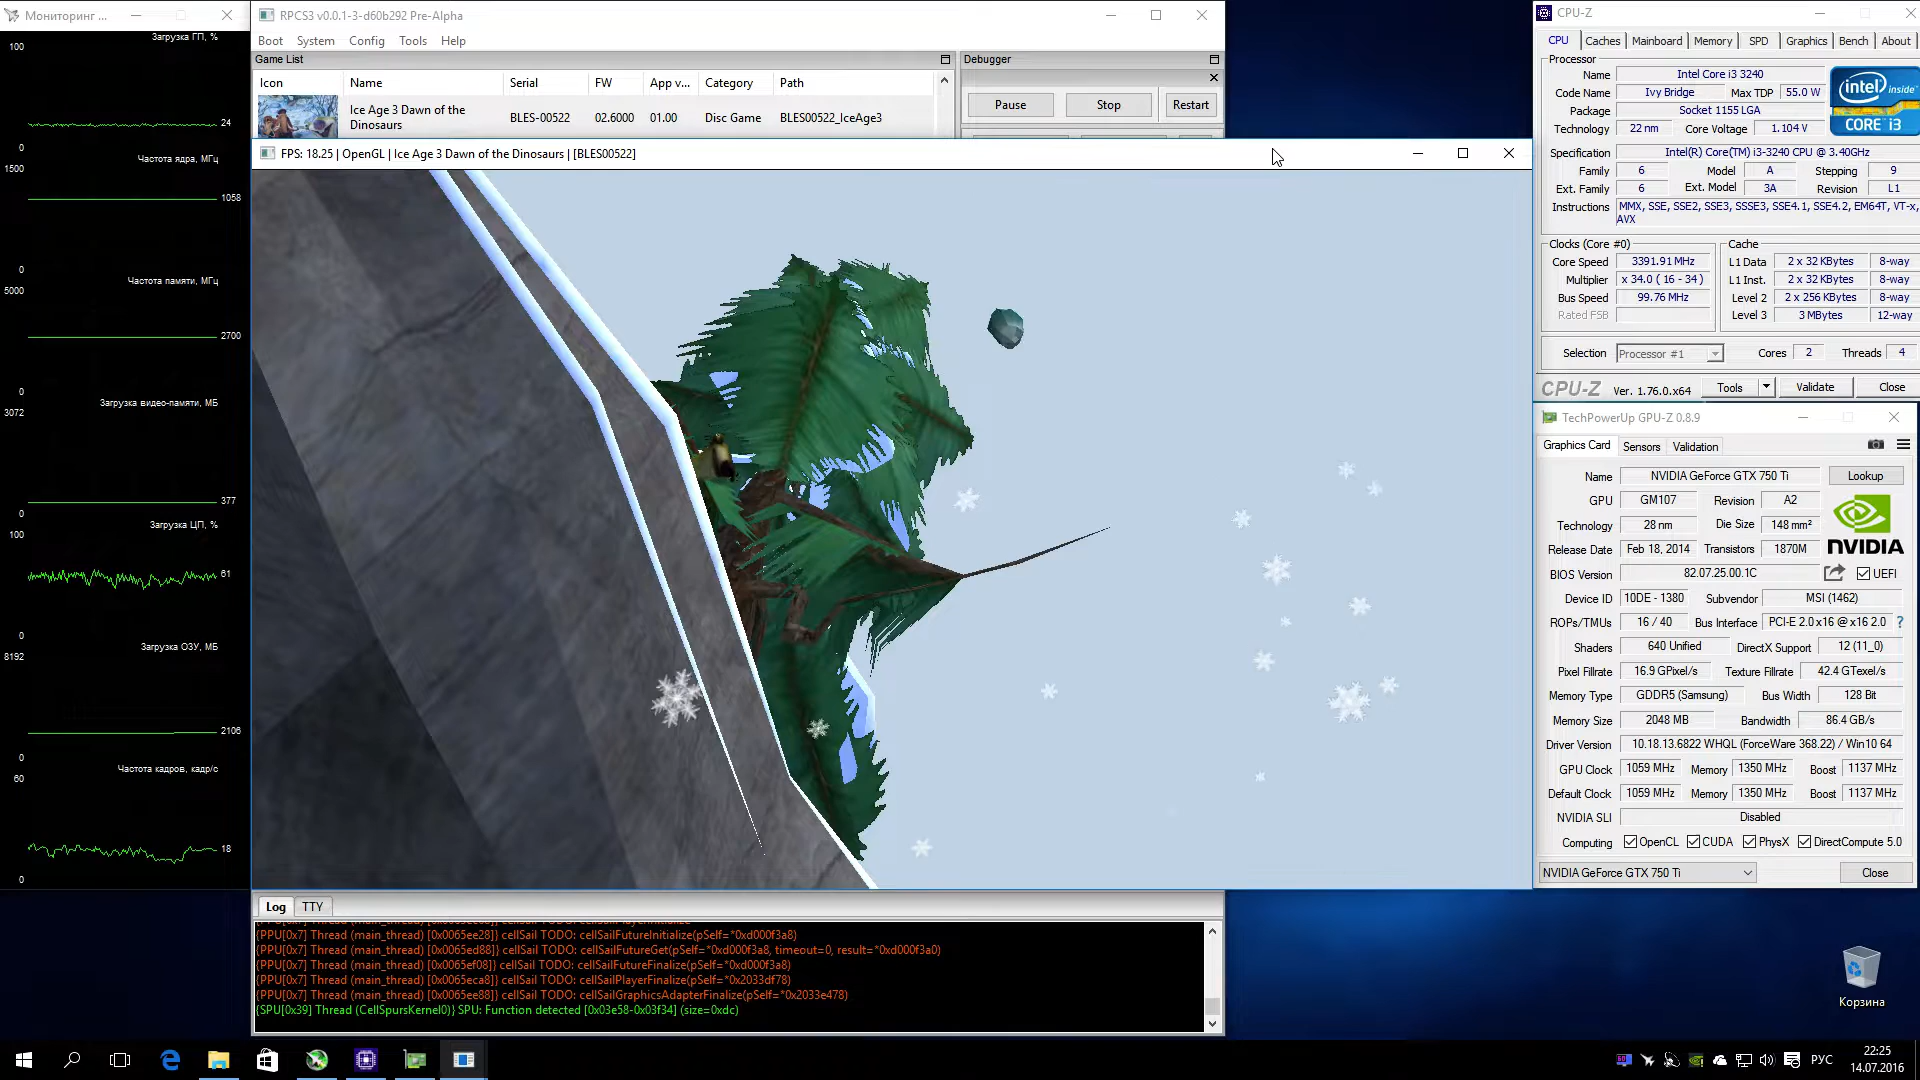 Мониторинг ...
Загрузка ГП, %
100
24
0
Частота ядра, МГц
1500
1058
0
Частота памяти, МГц
5000
2700
0
Загрузка видео-памяти, МБ
3072
377
0
Загрузка ЦП, %
100
61
0
Загрузка ОЗУ, МБ
8192
2106
0
Частота кадров, кадр/с
60
18
0
RPCS3 v0.0.1-3-d60b292 Pre-Alpha
Boot System Config Tools Help
Game List
Icon Name Serial FW App v... Category Path
Ice Age 3 Dawn of the Dinosaurs BLES-00522 02.6000 01.00 Disc Game BLES00522_IceAge3
Debugger
Pause Stop Restart
FPS: 18.25 | OpenGL | Ice Age 3 Dawn of the Dinosaurs | [BLES00522]
Log TTY
{PPU[0x7] Thread (main_thread) [0x0065ee28]} cellSail TODO: cellSailFutureInitialize(pSelf=*0xd000f3a8)
{PPU[0x7] Thread (main_thread) [0x0065ed88]} cellSail TODO: cellSailFutureGet(pSelf=*0xd000f3a8, timeout=0, result=*0xd000f3a0)
{PPU[0x7] Thread (main_thread) [0x0065ef08]} cellSail TODO: cellSailFutureFinalize(pSelf=*0xd000f3a8)
{PPU[0x7] Thread (main_thread) [0x0065eca8]} cellSail TODO: cellSailPlayerFinalize(pSelf=*0x2033df78)
{PPU[0x7] Thread (main_thread) [0x0065ee88]} cellSail TODO: cellSailGraphicsAdapterFinalize(pSelf=*0x2033e478)
{SPU[0x39] Thread (CellSpursKernel0)} SPU: Function detected [0x03e58-0x03f34] (size=0xdc)
CPU-Z
CPU Caches Mainboard Memory SPD Graphics Bench About
Processor
Name Intel Core i3 3240
Code Name Ivy Bridge Max TDP 55.0 W
Package Socket 1155 LGA
Technology 22 nm Core Voltage 1.104 V
intel inside CORE i3
Specification Intel(R) Core(TM) i3-3240 CPU @ 3.40GHz
Family 6 Model A Stepping 9
Ext. Family 6 Ext. Model 3A Revision L1
Instructions MMX, SSE, SSE2, SSE3, SSSE3, SSE4.1, SSE4.2, EM64T, VT-x,
AVX
Clocks (Core #0) Cache
Core Speed 3391.91 MHz L1 Data 2 x 32 KBytes 8-way
Multiplier x 34.0 ( 16 - 34 ) L1 Inst. 2 x 32 KBytes 8-way
Bus Speed 99.76 MHz Level 2 2 x 256 KBytes 8-way
Rated FSB Level 3 3 MBytes 12-way
Selection Processor #1 Cores 2 Threads 4
CPU-Z Ver. 1.76.0.x64 Tools Validate Close
TechPowerUp GPU-Z 0.8.9
Graphics Card Sensors Validation
Name NVIDIA GeForce GTX 750 Ti Lookup
GPU GM107 Revision A2
Technology 28 nm Die Size 148 mm²
Release Date Feb 18, 2014 Transistors 1870M
NVIDIA
BIOS Version 82.07.25.00.1C UEFI
Device ID 10DE - 1380 Subvendor MSI (1462)
ROPs/TMUs 16 / 40 Bus Interface PCI-E 2.0 x16 @ x16 2.0 ?
Shaders 640 Unified DirectX Support 12 (11_0)
Pixel Fillrate 16.9 GPixel/s Texture Fillrate 42.4 GTexel/s
Memory Type GDDR5 (Samsung) Bus Width 128 Bit
Memory Size 2048 MB Bandwidth 86.4 GB/s
Driver Version 10.18.13.6822 WHQL (ForceWare 368.22) / Win10 64
GPU Clock 1059 MHz Memory 1350 MHz Boost 1137 MHz
Default Clock 1059 MHz Memory 1350 MHz Boost 1137 MHz
NVIDIA SLI Disabled
Computing OpenCL CUDA PhysX DirectCompute 5.0
NVIDIA GeForce GTX 750 Ti Close
Корзина
РУС
22:25
14.07.2016